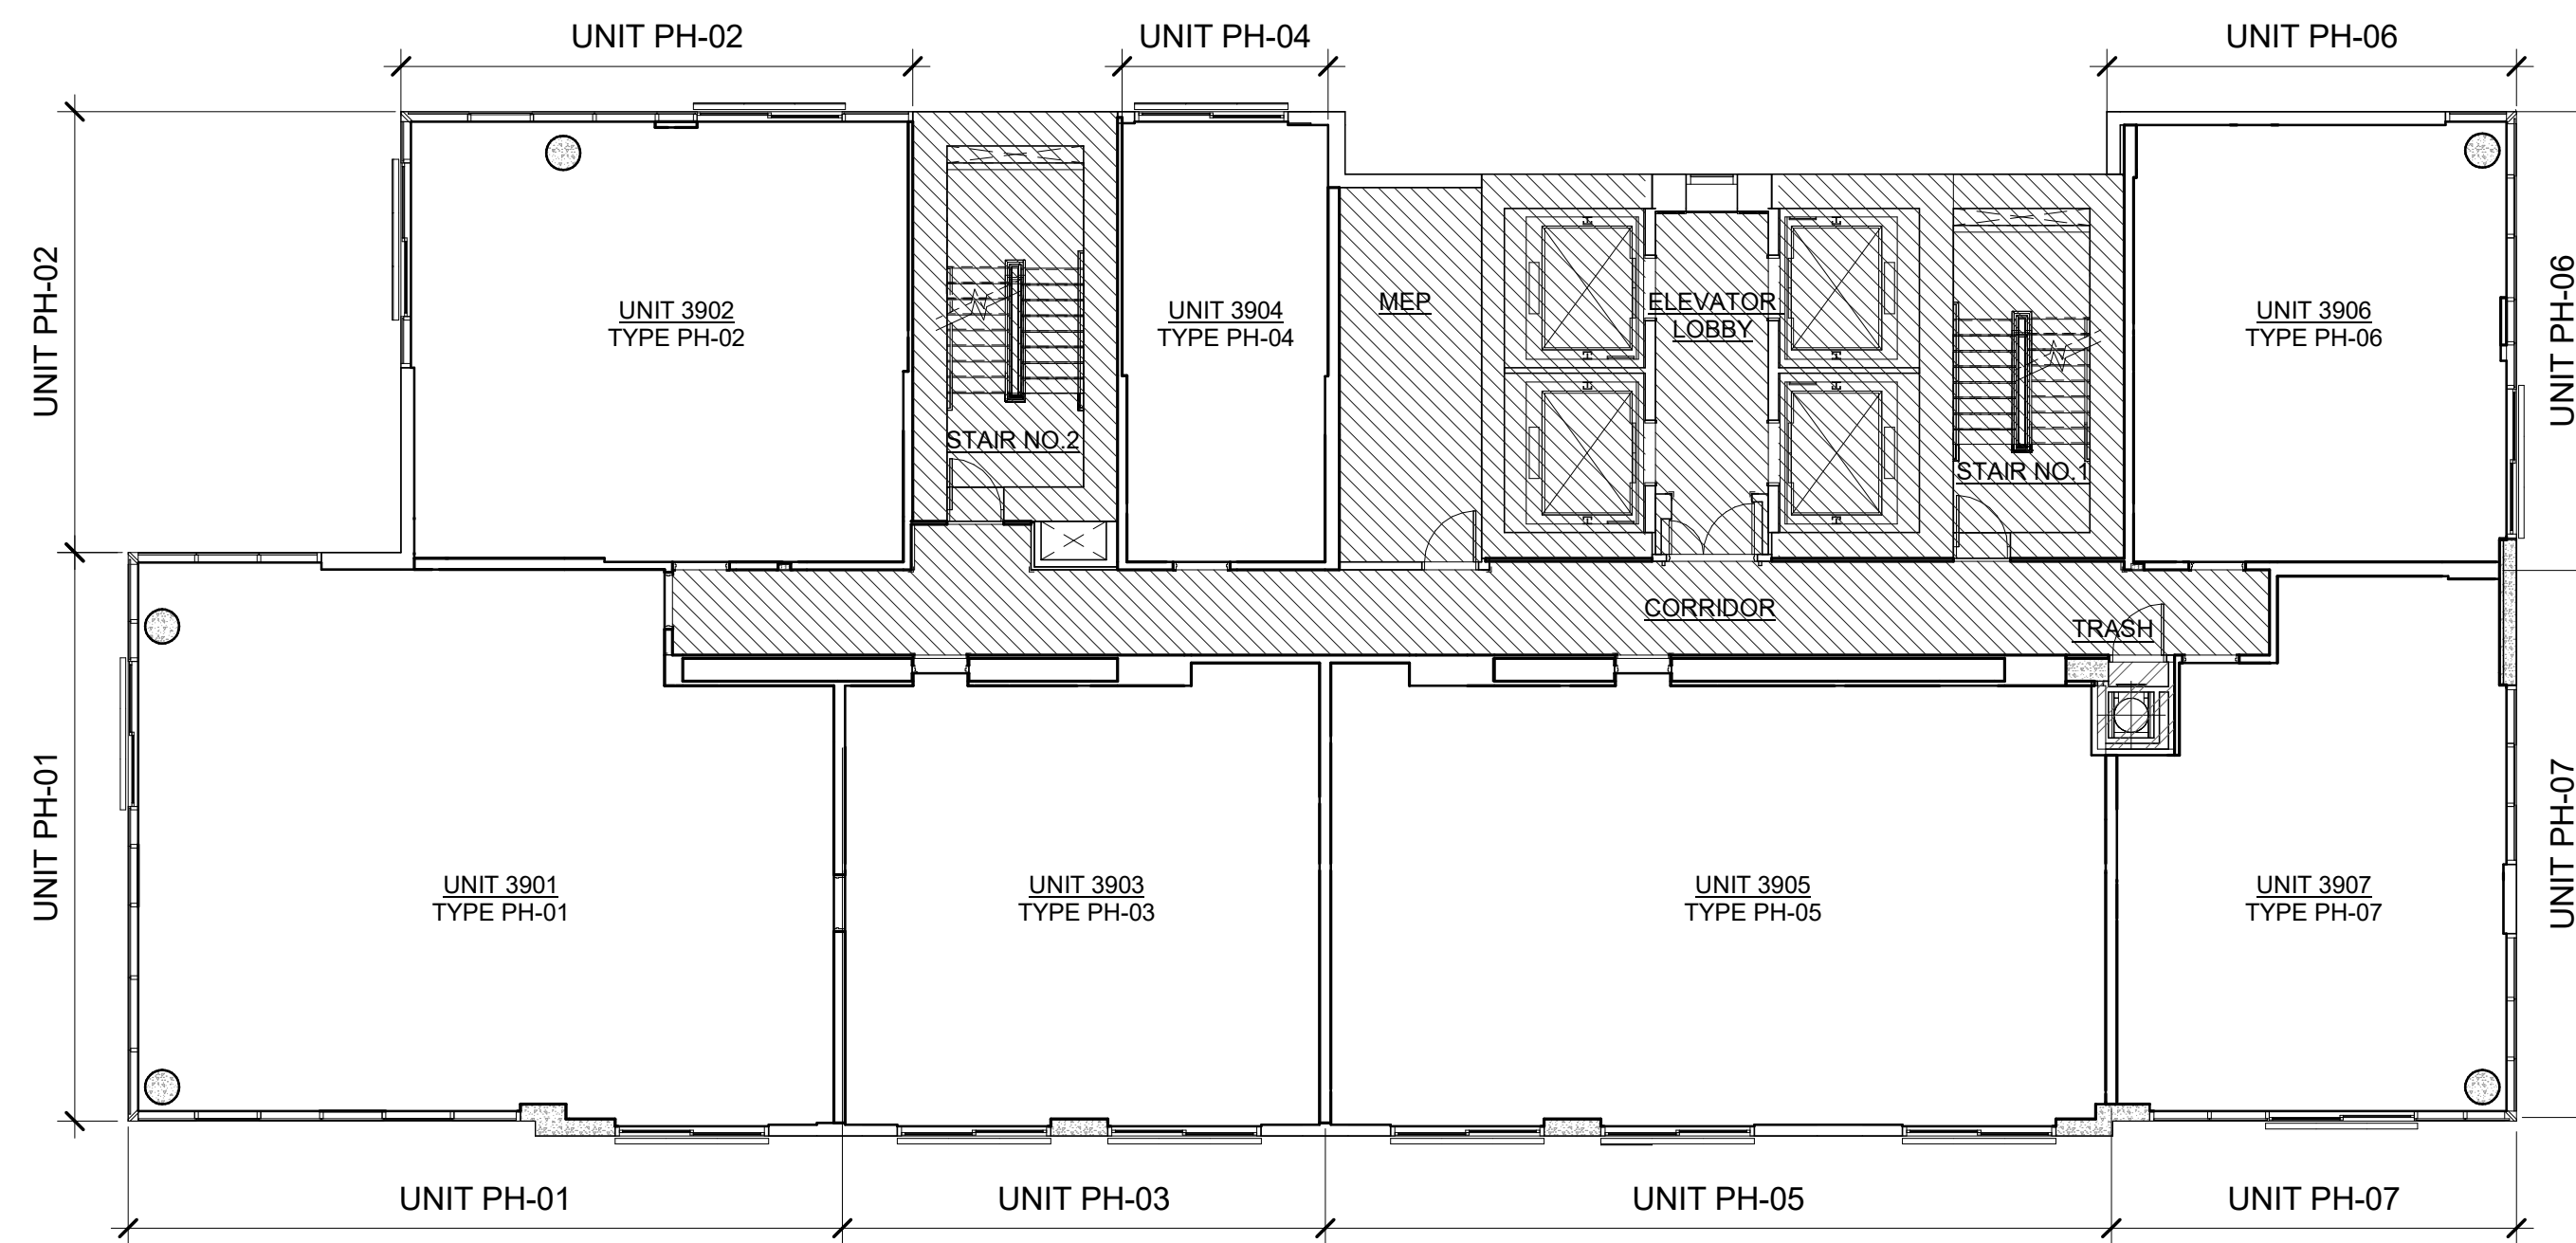 UNIT PH-02
UNIT PH-04
UNIT PH-06
UNIT PH-02
UNIT 3902
TYPE PH-02
STAIR NO.2
UNIT 3904
TYPE PH-04
MEP
ELEVATOR
LOBBY
STAIR NO.1
UNIT 3906
TYPE PH-06
UNIT PH-06
CORRIDOR
TRASH
UNIT PH-01
UNIT 3901
TYPE PH-01
UNIT 3903
TYPE PH-03
UNIT 3905
TYPE PH-05
UNIT 3907
TYPE PH-07
UNIT PH-07
UNIT PH-01
UNIT PH-03
UNIT PH-05
UNIT PH-07